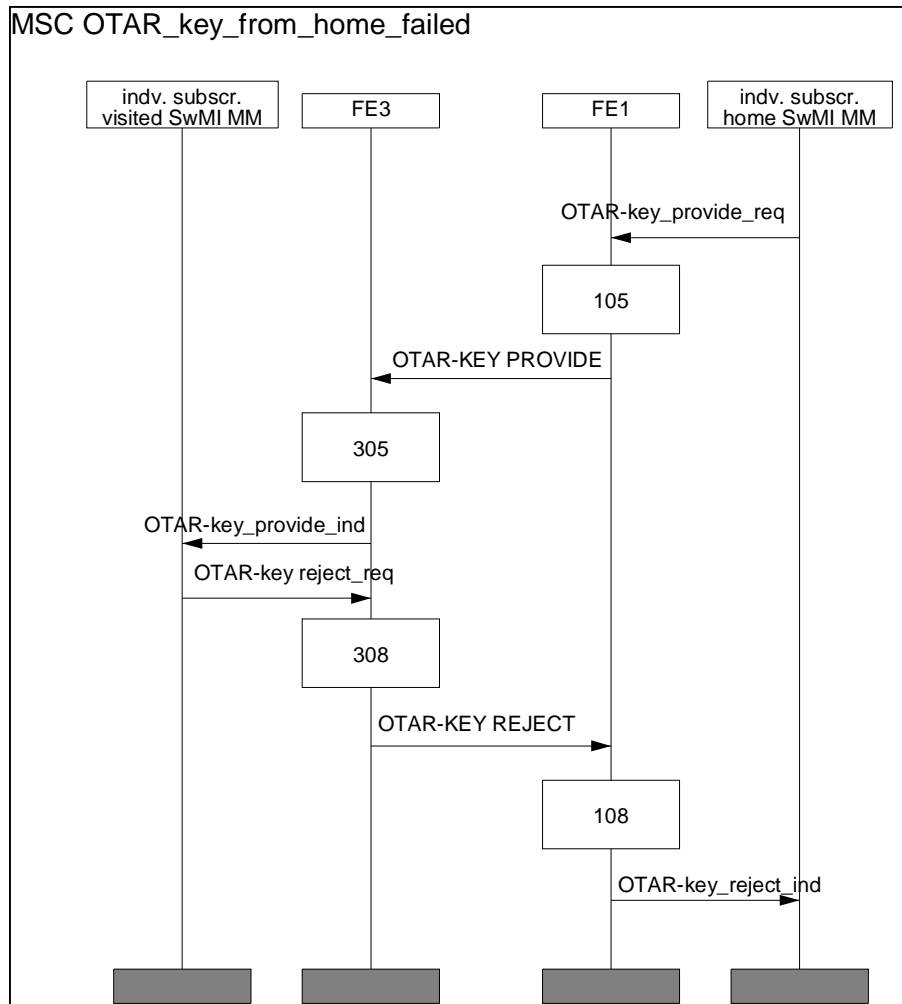 MSC OTAR_key_from_home_failed
indv. subscr.
visited SwMI MM
FE3
FE1
indv. subscr.
home SwMI MM
OTAR-key_provide_req
105
OTAR-KEY PROVIDE
305
OTAR-key_provide_ind
OTAR-key reject_req
308
OTAR-KEY REJECT
108
OTAR-key_reject_ind